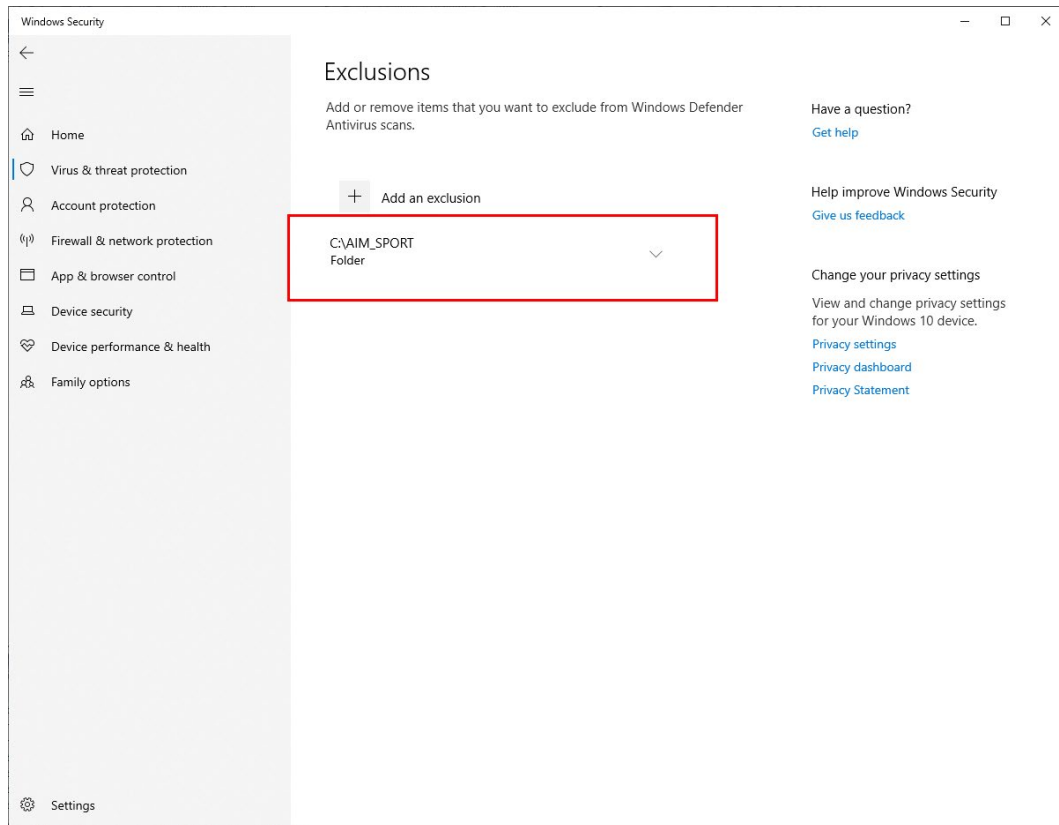 Windows Security
Home
Virus & threat protection
Account protection
Firewall & network protection
App & browser control
Device security
Device performance & health
Family options
Settings
Exclusions
Add or remove items that you want to exclude from Windows Defender
Antivirus scans.
Add an exclusion
C:\AIM_SPORT
Folder
Have a question?
Get help
Help improve Windows Security
Give us feedback
Change your privacy settings
View and change privacy settings
for your Windows 10 device.
Privacy settings
Privacy dashboard
Privacy Statement